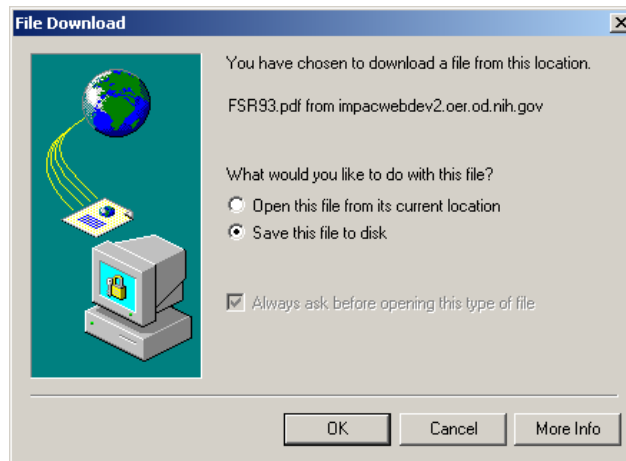 File Download
You have chosen to download a file from this location.
FSR93.pdf from impacwebdev2.oer.od.nih.gov
What would you like to do with this file?
Open this file from its current location
Save this file to disk
Always ask before opening this type of file
OK Cancel More Info